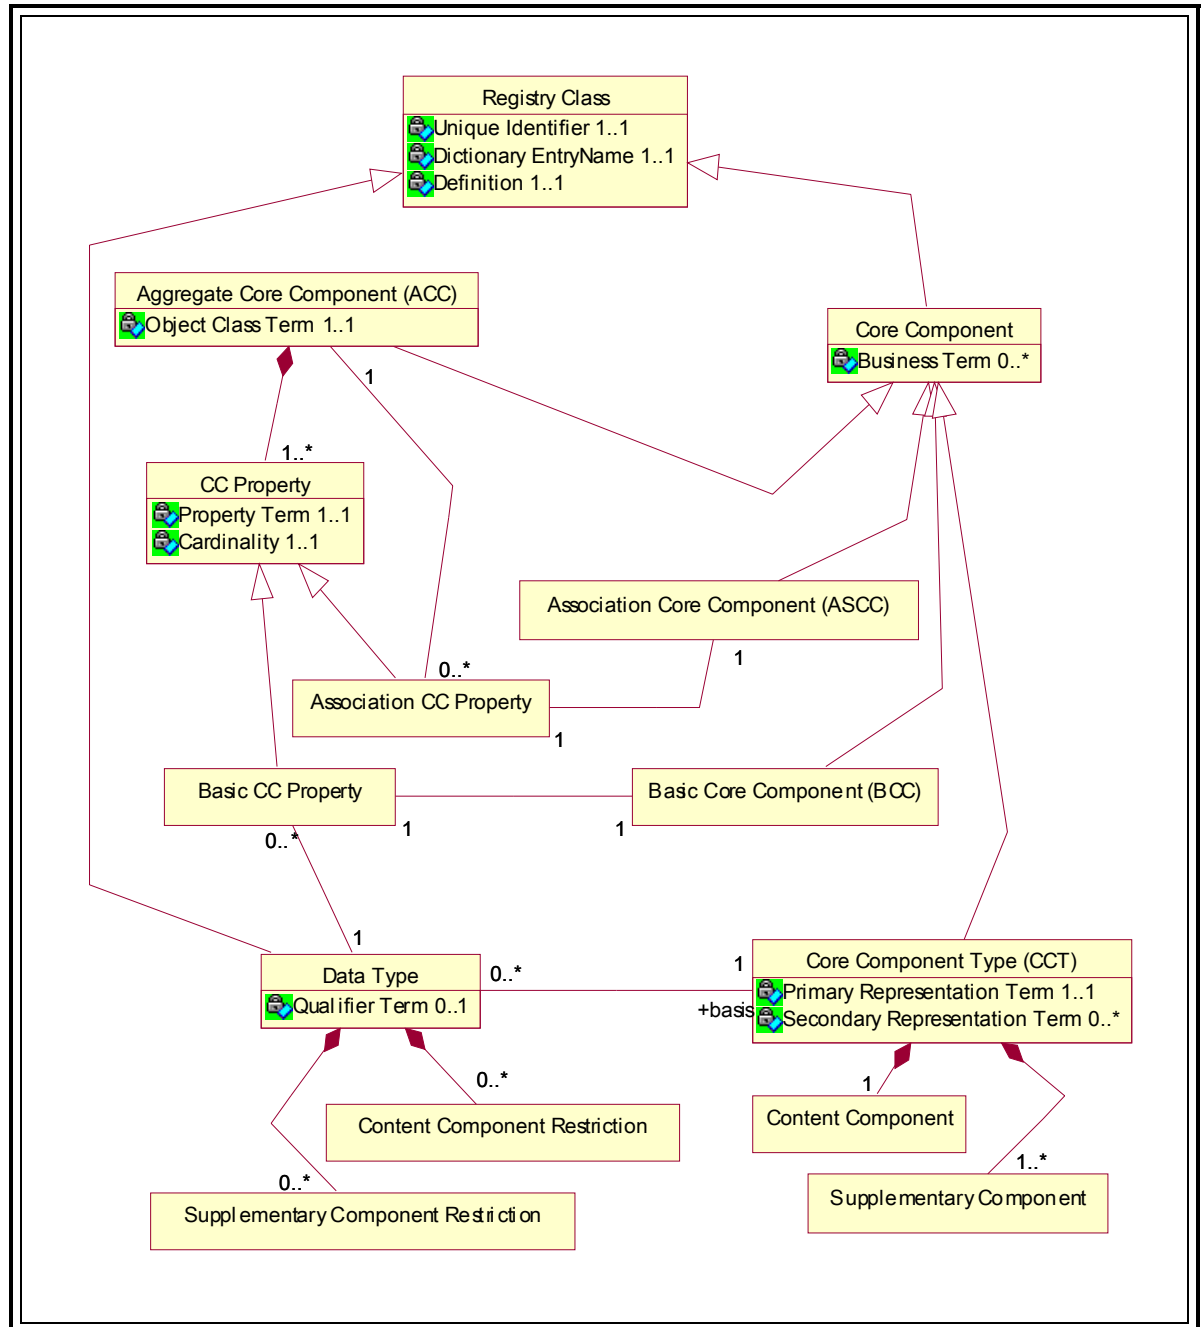 Registry Class
Unique Identifier 1..1
Dictionary EntryName 1..1
Definition 1..1
Aggregate Core Component (ACC)
Object Class Term 1..1
Core Component
Business Term 0..*
1
1..*
CC Property
Property Term 1..1
Cardinality 1..1
Association Core Component (ASCC)
1
0..*
Association CC Property
1
Basic CC Property
Basic Core Component (BCC)
1
1
0..*
1
Data Type
Qualifier Term 0..1
0..*
1
+basis
Core Component Type (CCT)
Primary Representation Term 1..1
Secondary Representation Term 0..*
0..*
Content Component Restriction
1
Content Component
0..*
Supplementary Component Restriction
1..*
Supplementary Component